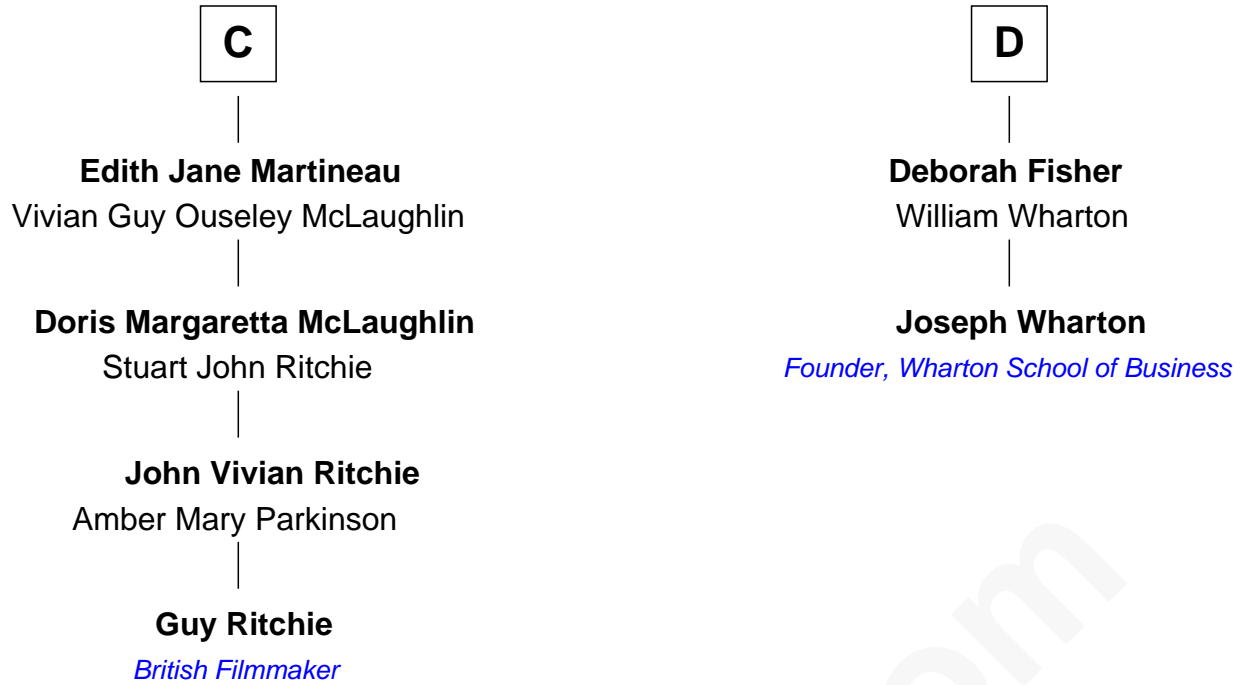 C
Edith Jane Martineau
Vivian Guy Ouseley McLaughlin
Doris Margaretta McLaughlin
Stuart John Ritchie
John Vivian Ritchie
Amber Mary Parkinson
Guy Ritchie
British Filmmaker
D
Deborah Fisher
William Wharton
Joseph Wharton
Founder, Wharton School of Business
om